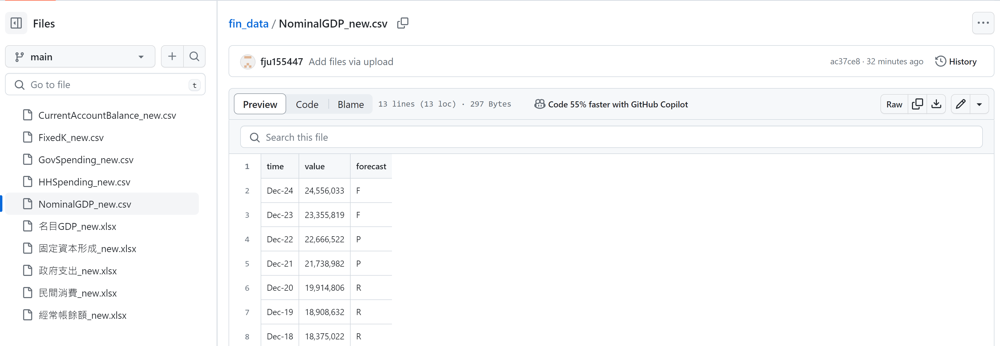 Files
main
Go to file
t
CurrentAccountBalance_new.csv
FixedK_new.csv
GovSpending_new.csv
HHSpending_new.csv
NominalGDP_new.csv
名目GDP_new.xlsx
固定資本形成_new.xlsx
政府支出_new.xlsx
民間消費_new.xlsx
經常帳餘額_new.xlsx
fin_data / NominalGDP_new.csv
fju155447 Add files via upload
ac37ce8 · 32 minutes ago History
Preview Code Blame 13 lines (13 loc) · 297 Bytes Code 55% faster with GitHub Copilot Raw
Search this file
1 time value forecast
2 Dec-24 24,556,033 F
3 Dec-23 23,355,819 F
4 Dec-22 22,666,522 P
5 Dec-21 21,738,982 P
6 Dec-20 19,914,806 R
7 Dec-19 18,908,632 R
8 Dec-18 18,375,022 R